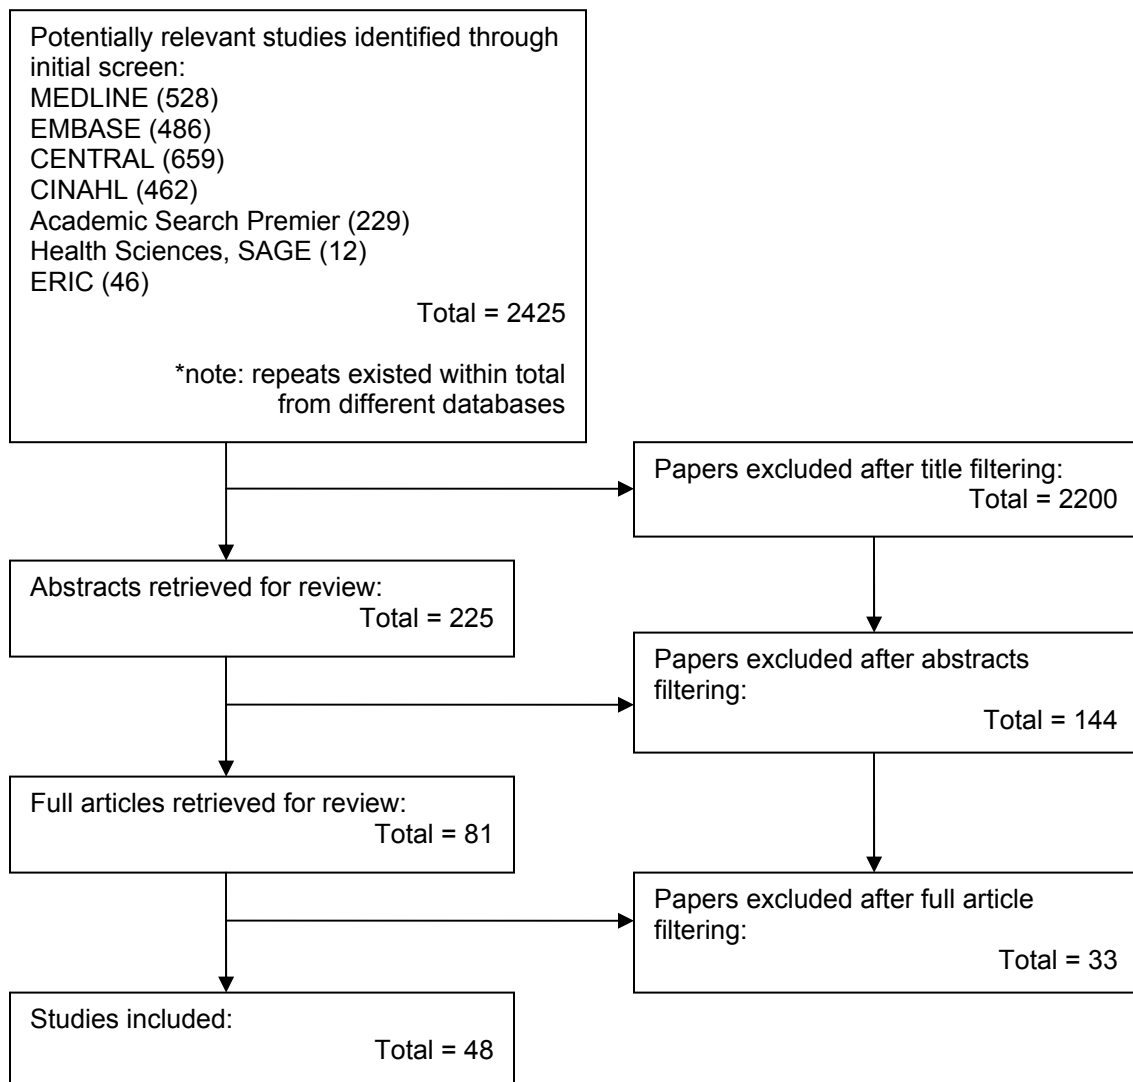 Potentially relevant studies identified through
initial screen:
MEDLINE (528)
EMBASE (486)
CENTRAL (659)
CINAHL (462)
Academic Search Premier (229)
Health Sciences, SAGE (12)
ERIC (46)
Total = 2425
*note: repeats existed within total
from different databases
Papers excluded after title filtering:
Total = 2200
Abstracts retrieved for review:
Total = 225
Papers excluded after abstracts
filtering:
Total = 144
Full articles retrieved for review:
Total = 81
Papers excluded after full article
filtering:
Total = 33
Studies included:
Total = 48